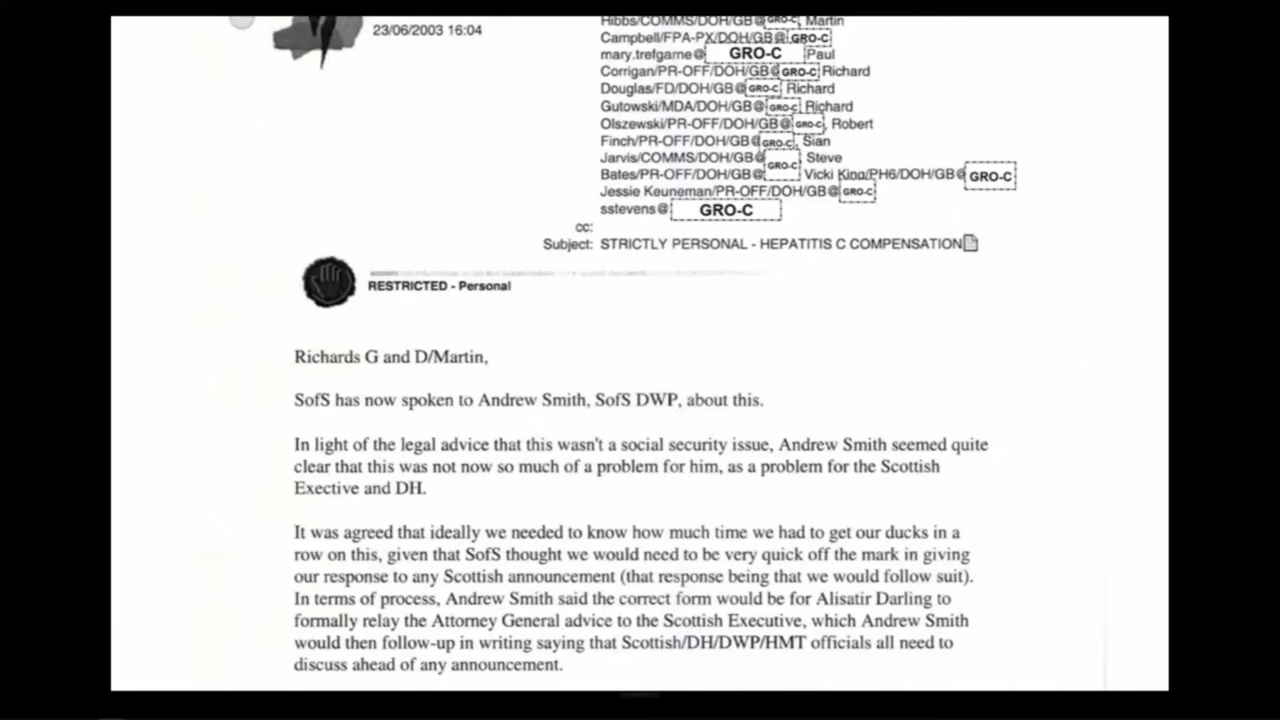 23/06/2003 16:04
Hibbs/COMMS/DOH/GB@GRO-C, Martin
Campbell/FPA-PX/DOH/GB@GRO-C
mary.trefgarne@ GRO-C Paul
Corrigan/PR-OFF/DOH/GB@GRO-C Richard
Douglas/FD/DOH/GB@GRO-C, Richard
Gutowski/MDA/DOH/GB@GRO-C, Richard
Olszewski/PR-OFF/DOH/GB@GRO-C, Robert
Finch/PR-OFF/DOH/GB@GRO-C, Sian
Jarvis/COMMS/DOH/GB@GRO-C, Steve
Bates/PR-OFF/DOH/GB@ Vicki King/PH6/DOH/GB@GRO-C
Jessie Keuneman/PR-OFF/DOH/GB@GRO-C
sstevens@ GRO-C
cc:
Subject: STRICTLY PERSONAL - HEPATITIS C COMPENSATION
RESTRICTED - Personal
Richards G and D/Martin,
SofS has now spoken to Andrew Smith, SofS DWP, about this.
In light of the legal advice that this wasn't a social security issue, Andrew Smith seemed quite
clear that this was not now so much of a problem for him, as a problem for the Scottish
Exective and DH.
It was agreed that ideally we needed to know how much time we had to get our ducks in a
row on this, given that SofS thought we would need to be very quick off the mark in giving
our response to any Scottish announcement (that response being that we would follow suit).
In terms of process, Andrew Smith said the correct form would be for Alisatir Darling to
formally relay the Attorney General advice to the Scottish Executive, which Andrew Smith
would then follow-up in writing saying that Scottish/DH/DWP/HMT officials all need to
discuss ahead of any announcement.